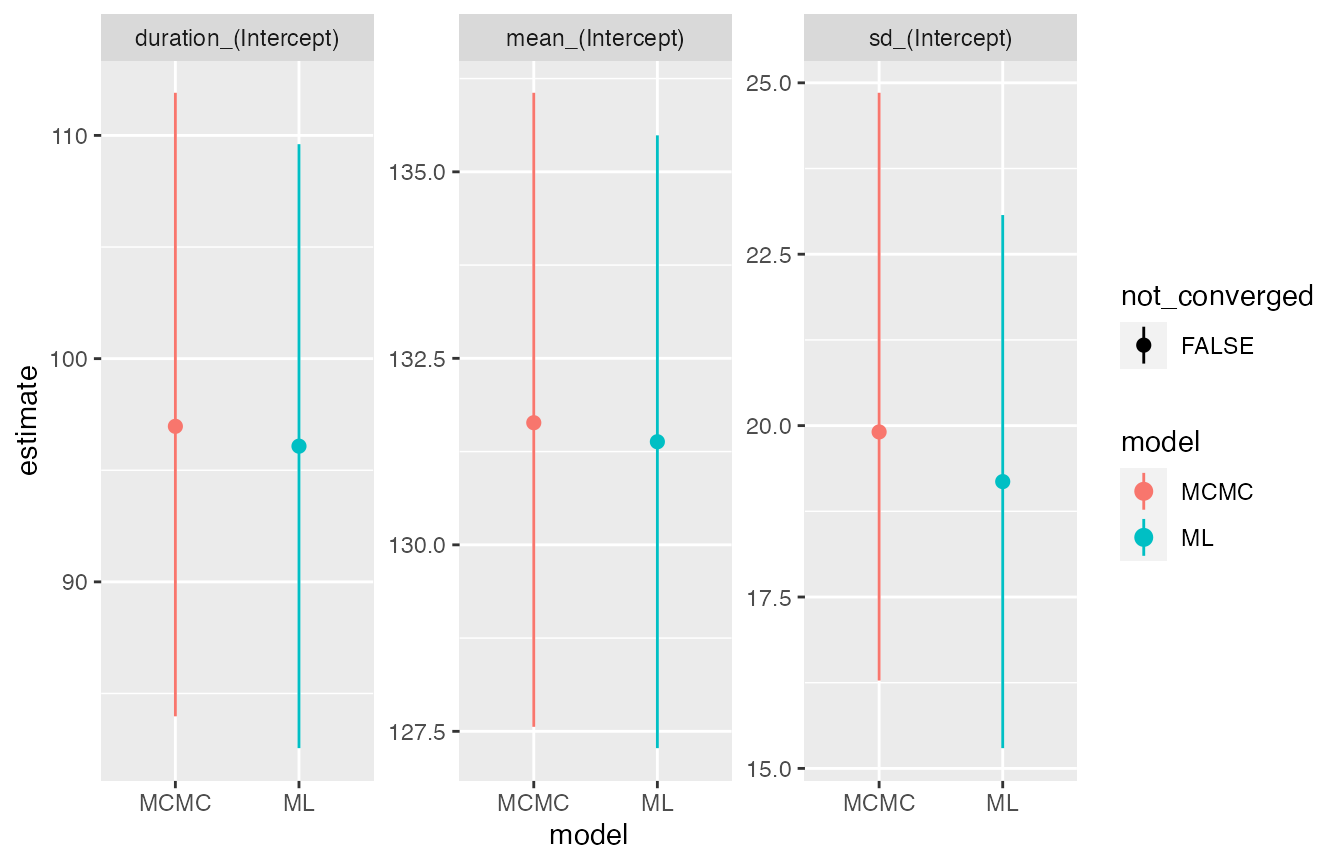 duration_(Intercept)
mean_(Intercept)
sd_(Intercept)
estimate
110
100
90
135.0
132.5
130.0
127.5
25.0
22.5
20.0
17.5
15.0
MCMC
ML
MCMC
ML
MCMC
ML
model
not_converged
FALSE
model
MCMC
ML